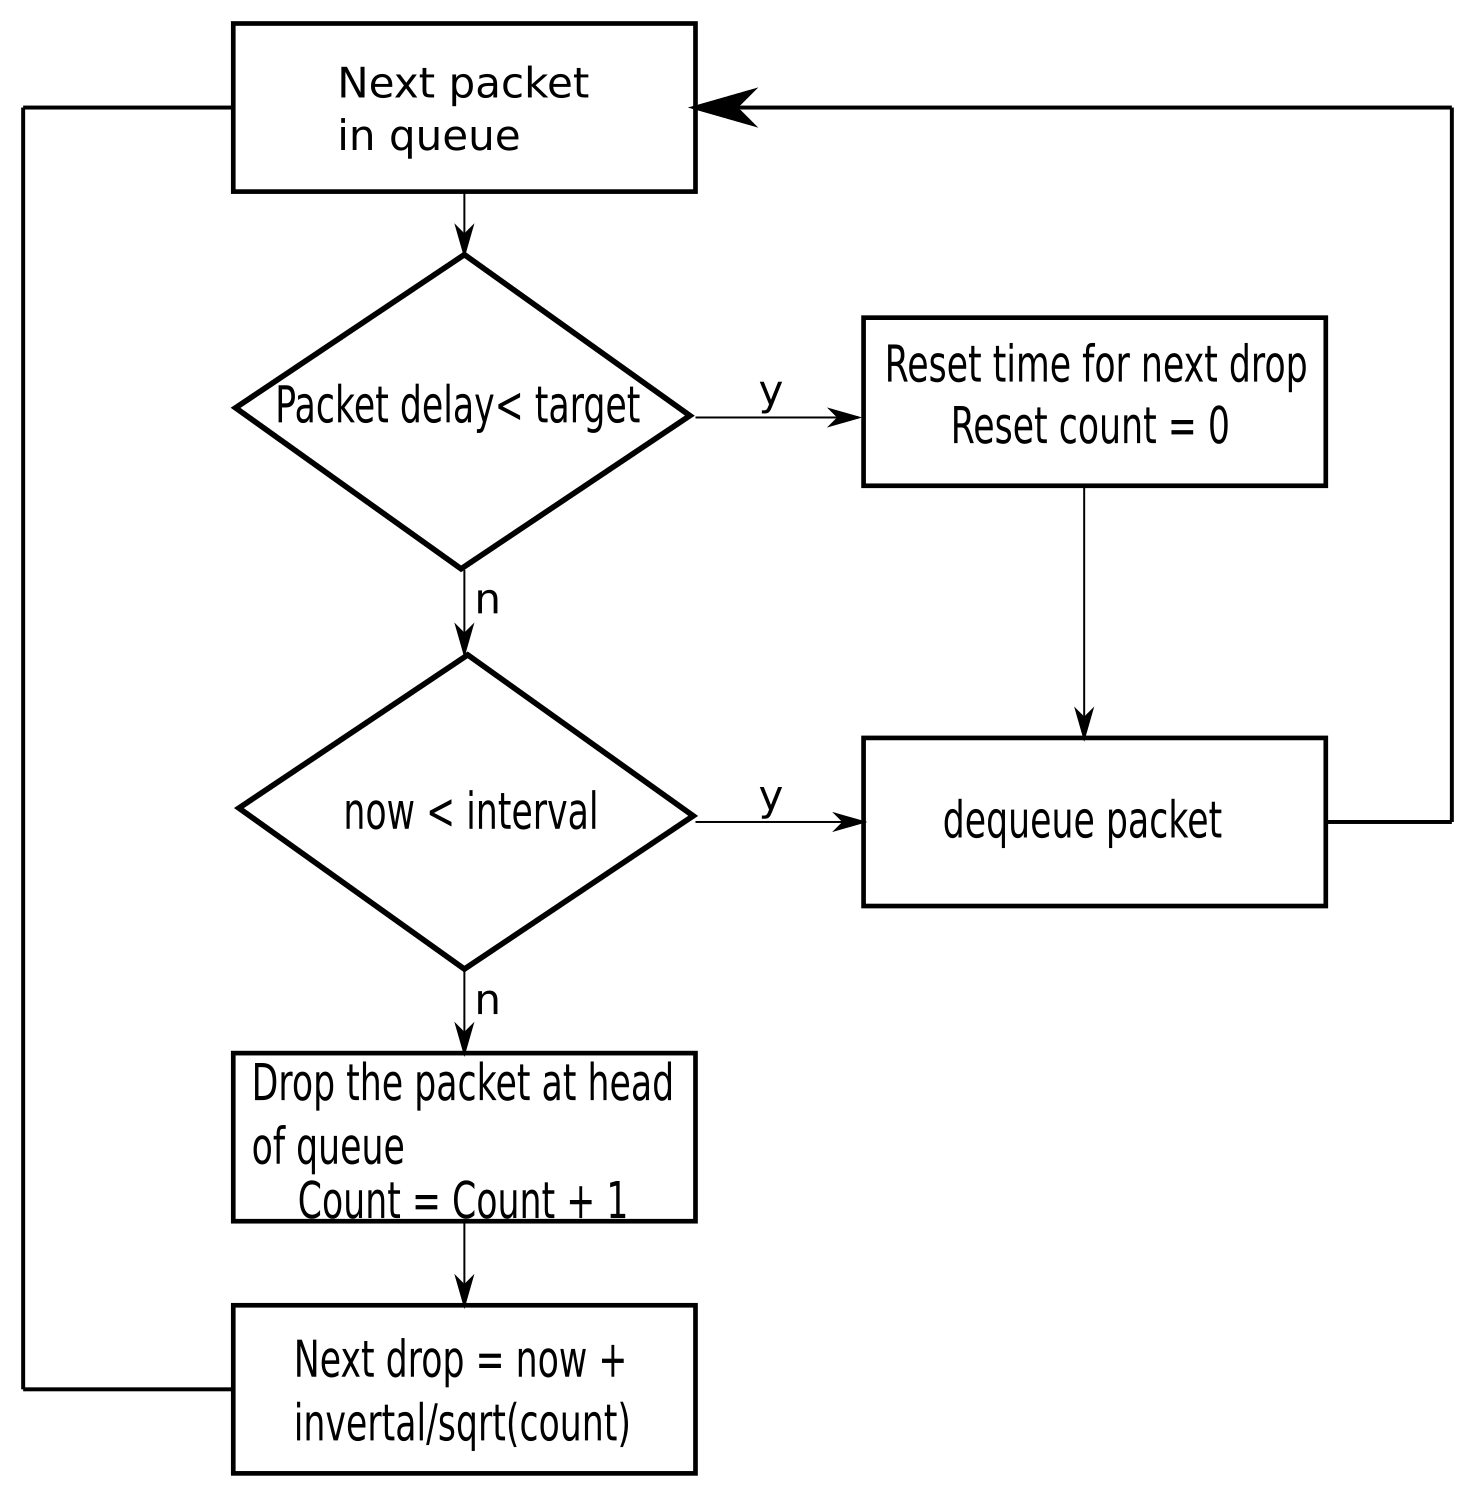 Next packet
in queue
Packet delay< target
y
Reset time for next drop
Reset count = 0
n
now < interval
y
dequeue packet
n
Drop the packet at head
of queue
Count = Count + 1
Next drop = now +
invertal/sqrt(count)